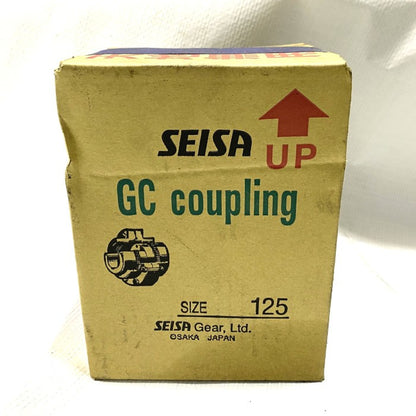 SEISA
UP
GC coupling
SIZE 125
SEISA Gear, Ltd.
OSAKA JAPAN